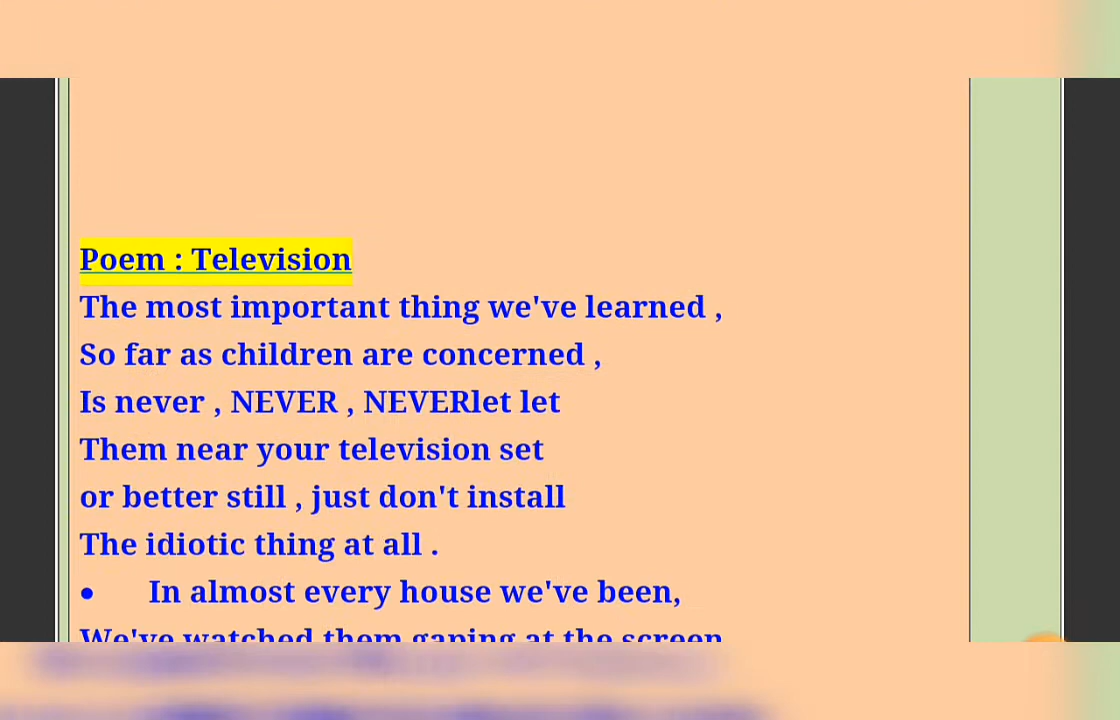 Poem : Television
The most important thing we've learned ,
So far as children are concerned ,
Is never , NEVER , NEVERlet let
Them near your television set
or better still , just don't install
The idiotic thing at all .
• In almost every house we've been,
We've watched them gaping at the screen